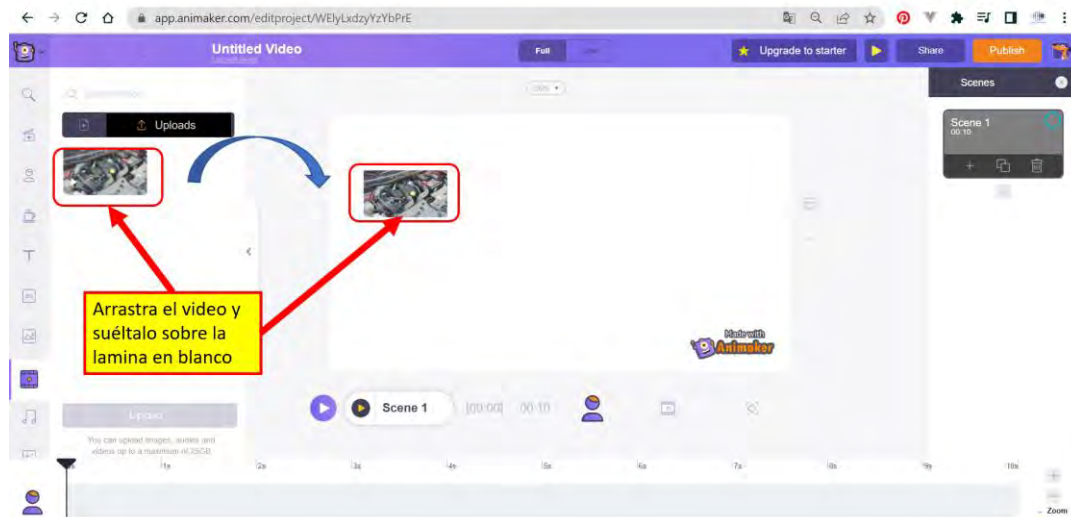 app.animaker.com/editproject/WElyLxdzyYzYbPrE
Untitled Video
Full
Upgrade to starter
Share
Publish
Scenes
Uploads
Scene 1
00:10
Arrastra el video y
suéltalo sobre la
lamina en blanco
Made with
Animaker
Scene 1
[00:00] 00:10
Upload
You can upload images, audios and
videos up to a maximum of 25GB
1s 2s 3s 4s 5s 6s 7s 8s 9s 10s
Zoom